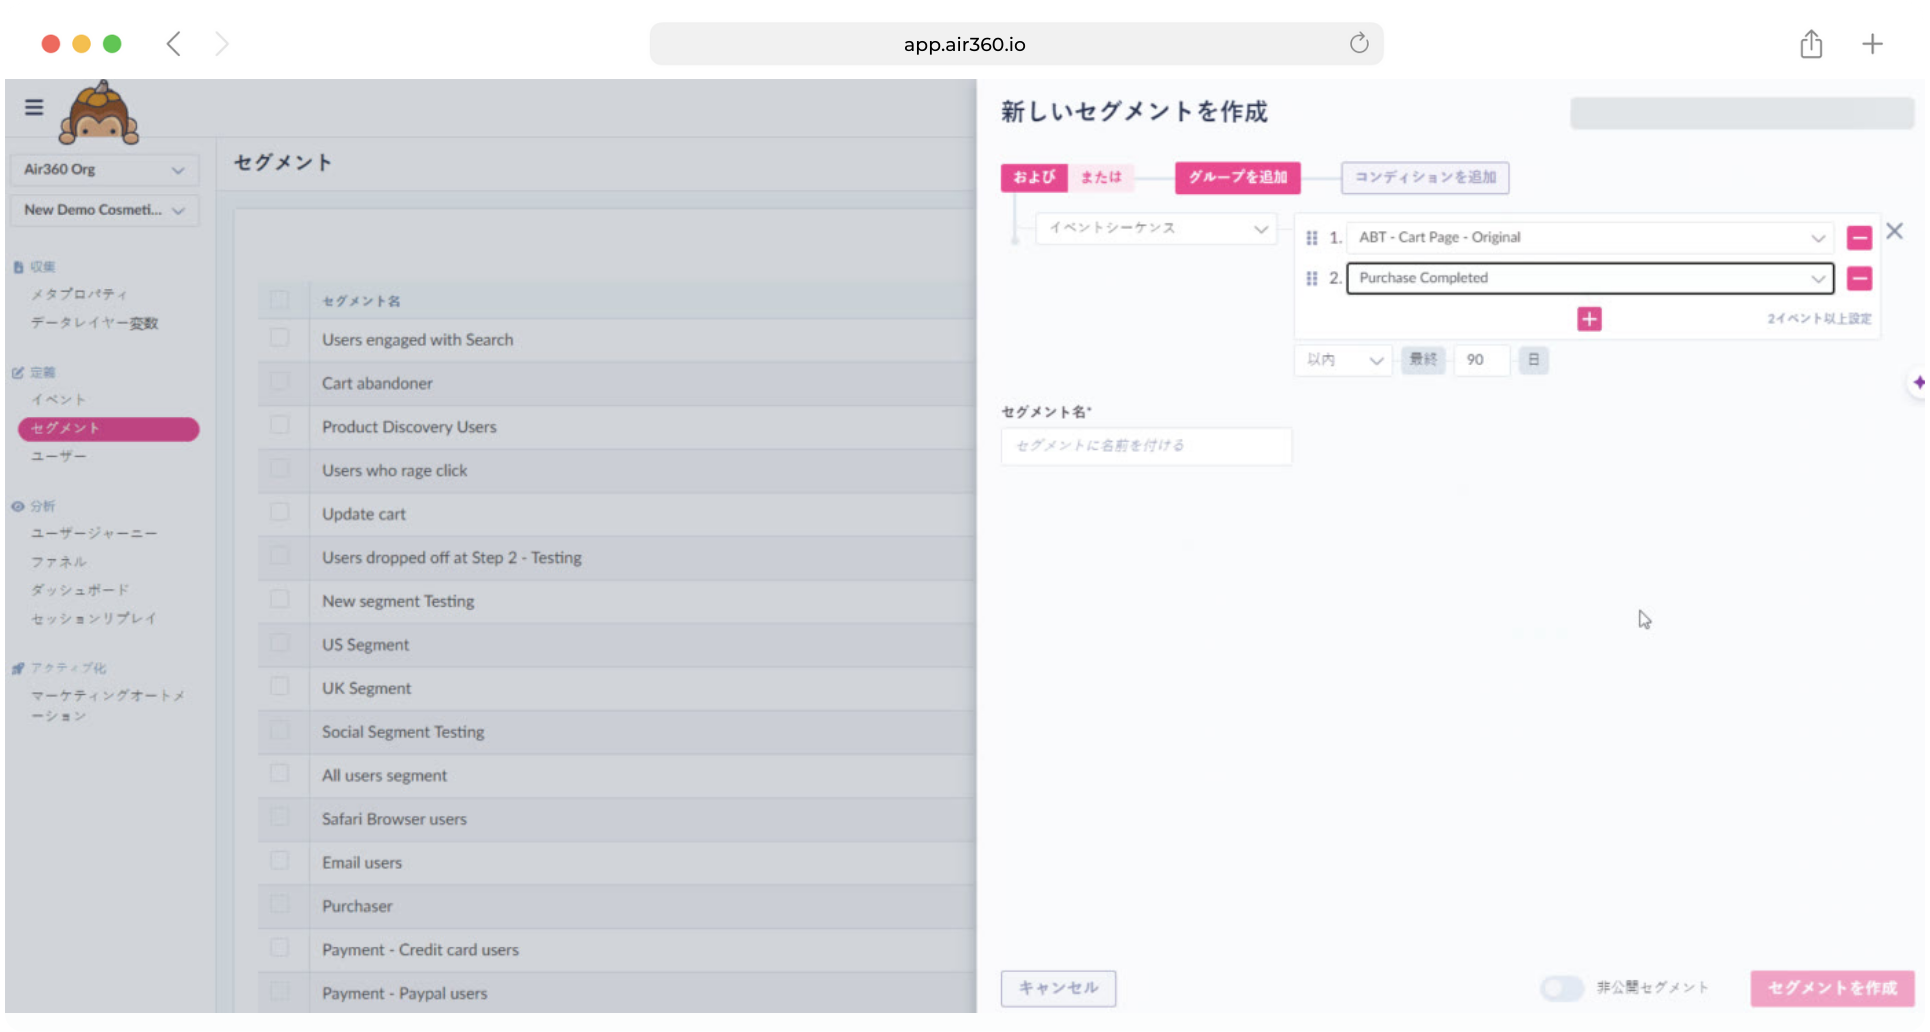 app.air360.io
Air360 Org
New Demo Cosmeti...
収集
メタプロパティ
データレイヤー変数
定義
イベント
セグメント
ユーザー
分析
ユーザージャーニー
ファネル
ダッシュボード
セッションリプレイ
アクティブ化
マーケティングオートメ
ーション
セグメント
セグメント名
Users engaged with Search
Cart abandoner
Product Discovery Users
Users who rage click
Update cart
Users dropped off at Step 2 - Testing
New segment Testing
US Segment
UK Segment
Social Segment Testing
All users segment
Safari Browser users
Email users
Purchaser
Payment - Credit card users
Payment - Paypal users
新しいセグメントを作成
および または グループを追加 コンディションを追加
イベントシーケンス
1. ABT - Cart Page - Original
2. Purchase Completed
2イベント以上設定
以内 最終 90 日
セグメント名*
セグメントに名前を付ける
キャンセル 非公開セグメント セグメントを作成